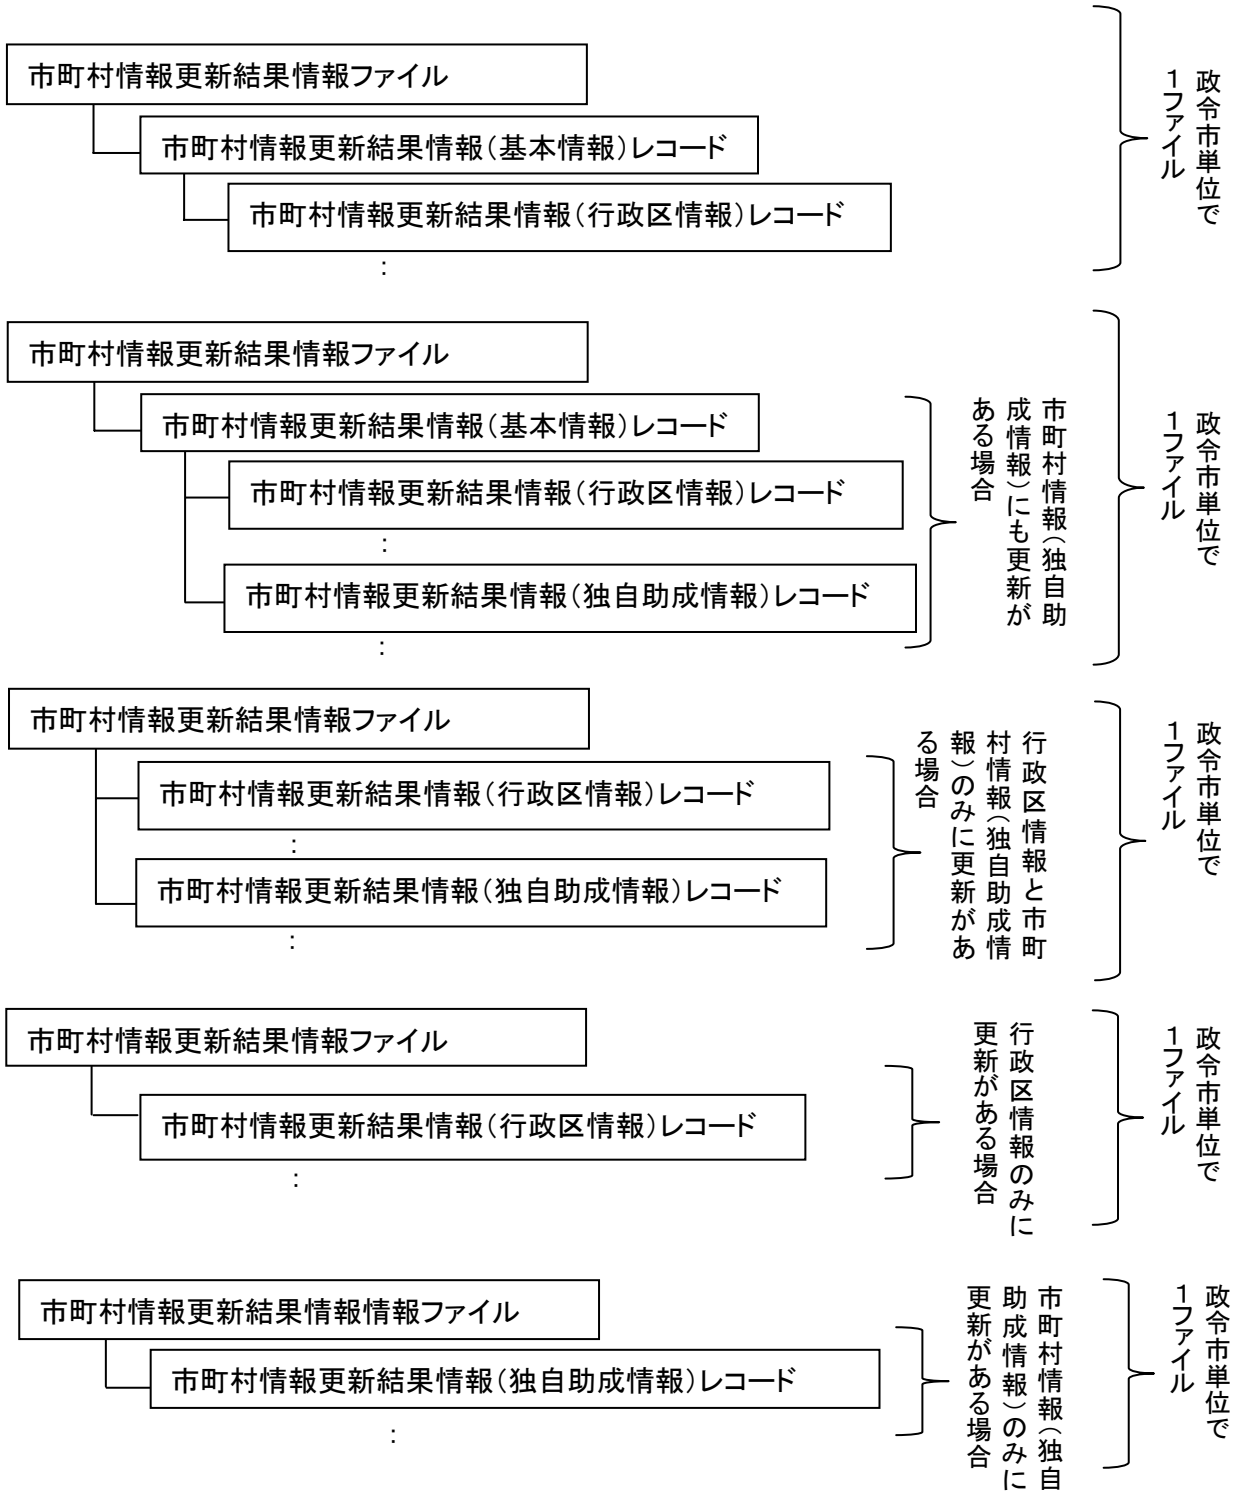 市町村情報更新結果情報ファイル
市町村情報更新結果情報（基本情報）レコード
市町村情報更新結果情報（行政区情報）レコード
：
政令市単位で
１ファイル
市町村情報更新結果情報ファイル
市町村情報更新結果情報（基本情報）レコード
市町村情報更新結果情報（行政区情報）レコード
：
市町村情報更新結果情報（独自助成情報）レコード
：
市町村情報（独自助
成情報）にも更新が
ある場合
政令市単位で
１ファイル
市町村情報更新結果情報ファイル
市町村情報更新結果情報（行政区情報）レコード
：
市町村情報更新結果情報（独自助成情報）レコード
：
行政区情報と市町
村情報（独自助成情
報）のみに更新があ
る場合
政令市単位で
１ファイル
市町村情報更新結果情報ファイル
市町村情報更新結果情報（行政区情報）レコード
：
行政区情報のみに
更新がある場合
政令市単位で
１ファイル
市町村情報更新結果情報情報ファイル
市町村情報更新結果情報（独自助成情報）レコード
：
市町村情報（独自
助成情報）のみに
更新がある場合
政令市単位で
１ファイル